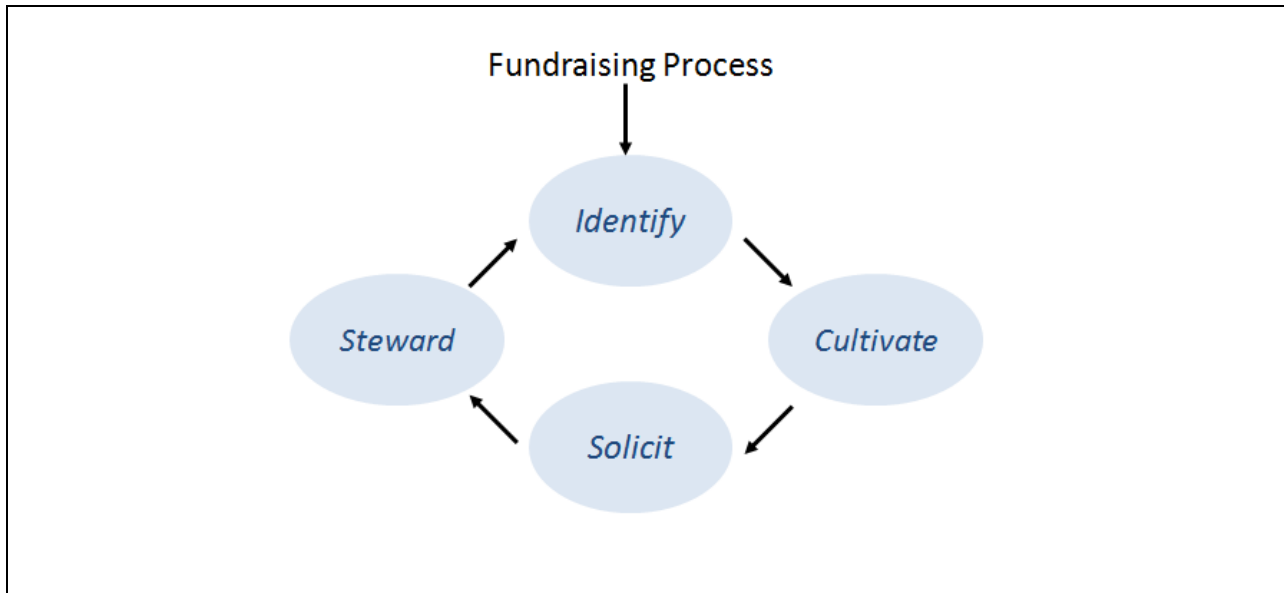 Fundraising Process
Identify
Cultivate
Solicit
Steward